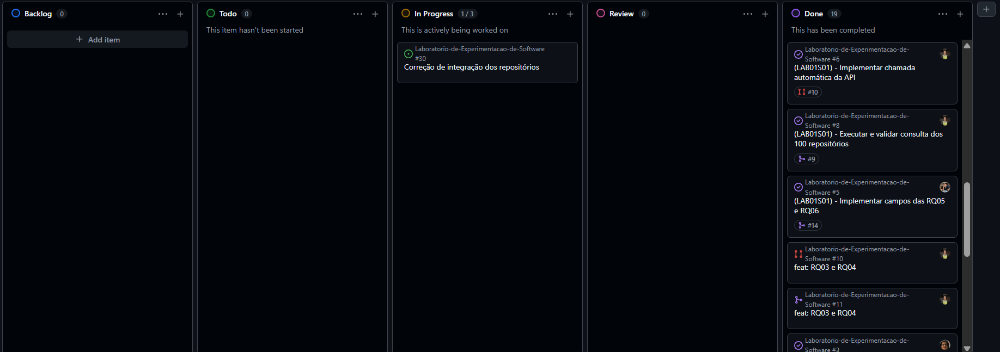 Backlog 0
Add item
Todo 0
This item hasn't been started
In Progress 1 / 3
This is actively being worked on
Laboratorio-de-Experimentacao-de-Software
#30
Correção de integração dos repositórios
Review 0
Done 19
This has been completed
Laboratorio-de-Experimentacao-de-
Software #6
(LAB01S01) - Implementar chamada
automática da API
#10
Laboratorio-de-Experimentacao-de-
Software #8
(LAB01S01) - Executar e validar consulta dos
100 repositórios
#9
Laboratorio-de-Experimentacao-de-
Software #5
(LAB01S01) - Implementar campos das RQ05
e RQ06
#14
Laboratorio-de-Experimentacao-de-
Software #10
feat: RQ03 e RQ04
Laboratorio-de-Experimentacao-de-
Software #11
feat: RQ03 e RQ04
Laboratorio-de-Experimentacao-de-
Software #3